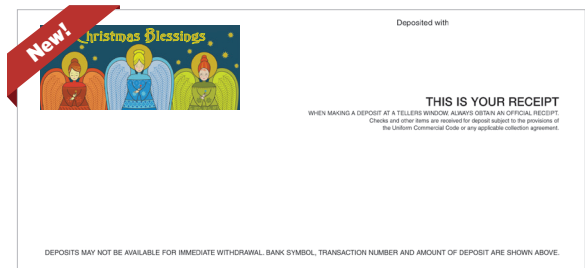 New!
Christmas Blessings
Deposited with
THIS IS YOUR RECEIPT
WHEN MAKING A DEPOSIT AT A TELLERS WINDOW, ALWAYS OBTAIN AN OFFICIAL RECEIPT.
Checks and other items are received for deposit subject to the provisions of
the Uniform Commercial Code or any applicable collection agreement.
DEPOSITS MAY NOT BE AVAILABLE FOR IMMEDIATE WITHDRAWAL. BANK SYMBOL, TRANSACTION NUMBER AND AMOUNT OF DEPOSIT ARE SHOWN ABOVE.